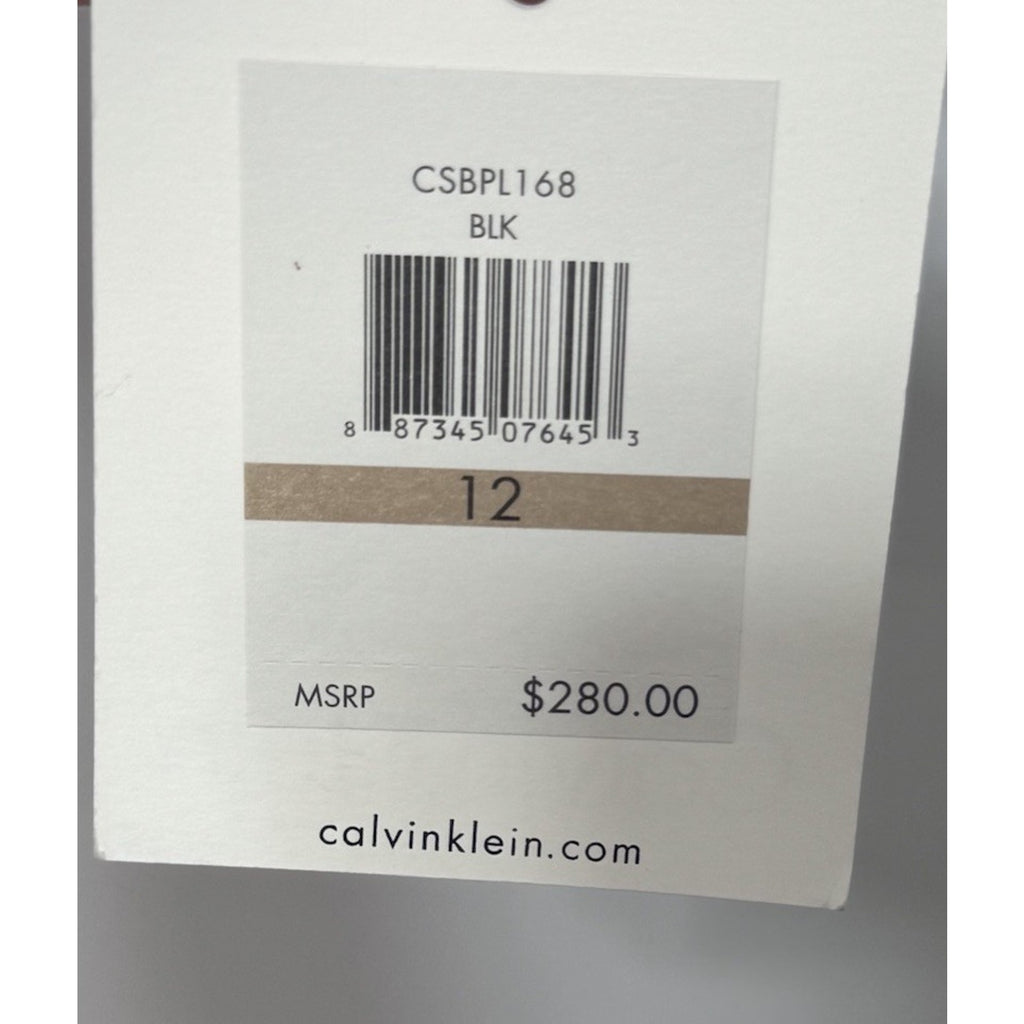 CSBPL168
BLK
8 87345 07645 3
12
MSRP $280.00
calvinklein.com